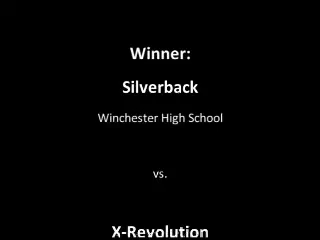 Winner:
Silverback
Winchester High School
vs.
X-Revolution